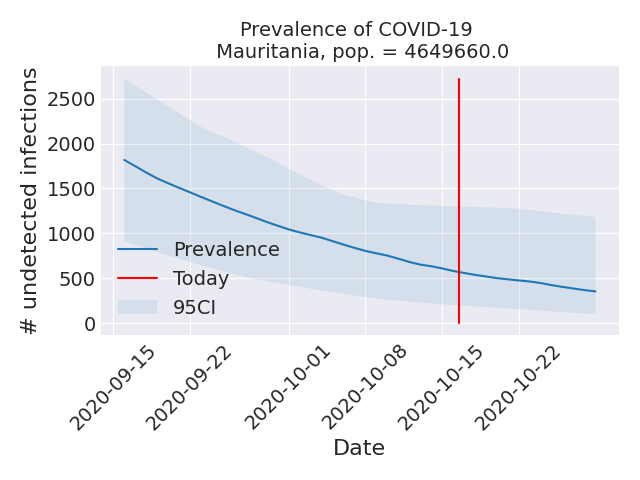 Prevalence of COVID-19
Mauritania, pop. = 4649660.0
# undetected infections
2500
2000
1500
1000
500
0
Prevalence
Today
95CI
2020-09-15
2020-09-22
2020-10-01
2020-10-08
2020-10-15
2020-10-22
Date